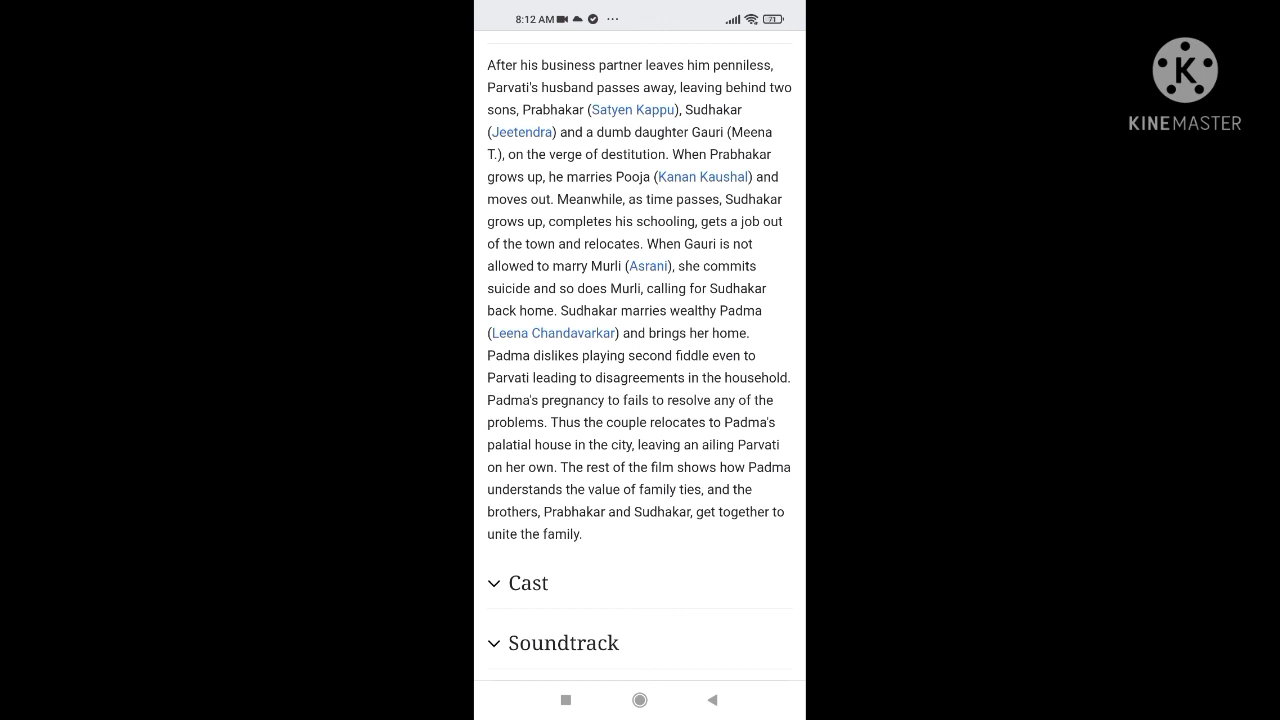 8:12 AM
71
K
KINEMASTER
After his business partner leaves him penniless,
Parvati's husband passes away, leaving behind two
sons, Prabhakar (Satyen Kappu), Sudhakar
(Jeetendra) and a dumb daughter Gauri (Meena
T.), on the verge of destitution. When Prabhakar
grows up, he marries Pooja (Kanan Kaushal) and
moves out. Meanwhile, as time passes, Sudhakar
grows up, completes his schooling, gets a job out
of the town and relocates. When Gauri is not
allowed to marry Murli (Asrani), she commits
suicide and so does Murli, calling for Sudhakar
back home. Sudhakar marries wealthy Padma
(Leena Chandavarkar) and brings her home.
Padma dislikes playing second fiddle even to
Parvati leading to disagreements in the household.
Padma's pregnancy to fails to resolve any of the
problems. Thus the couple relocates to Padma's
palatial house in the city, leaving an ailing Parvati
on her own. The rest of the film shows how Padma
understands the value of family ties, and the
brothers, Prabhakar and Sudhakar, get together to
unite the family.
Cast
Soundtrack